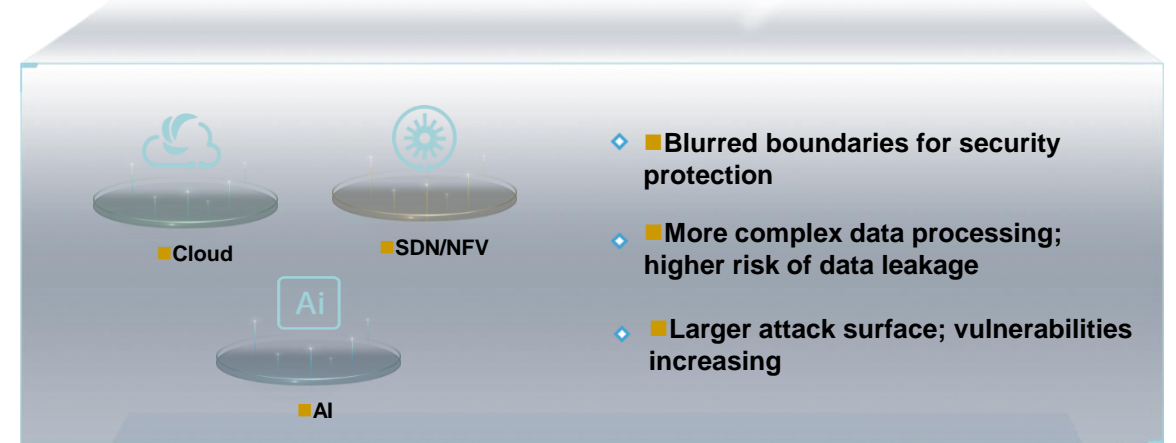 Cloud
SDN/NFV
Ai
AI
Blurred boundaries for security
protection
More complex data processing;
higher risk of data leakage
Larger attack surface; vulnerabilities
increasing